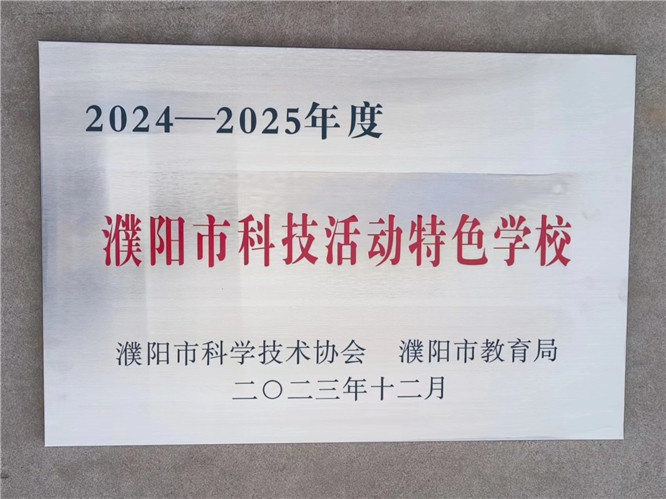 2024—2025年度
濮阳市科技活动特色学校
濮阳市科学技术协会 濮阳市教育局
二〇二三年十二月